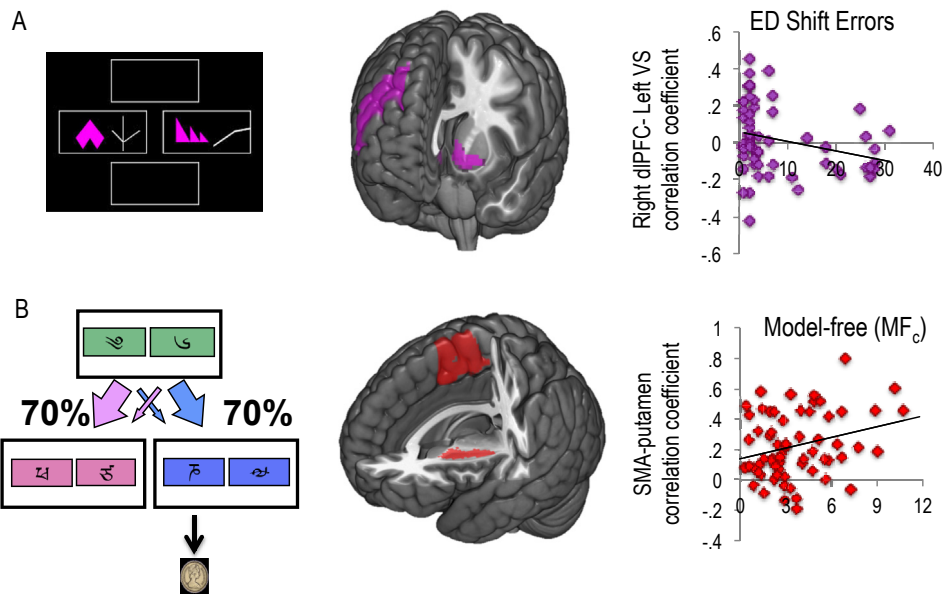 A
ED Shift Errors
Right dlPFC- Left VS
correlation coefficient
.6
.4
.2
0
-.2
-.4
-.6
0 10 20 30 40
B
70% 70%
Model-free (MFc)
SMA-putamen
correlation coefficient
1
.8
.6
.4
.2
0
-.2
-.4
0 3 6 9 12